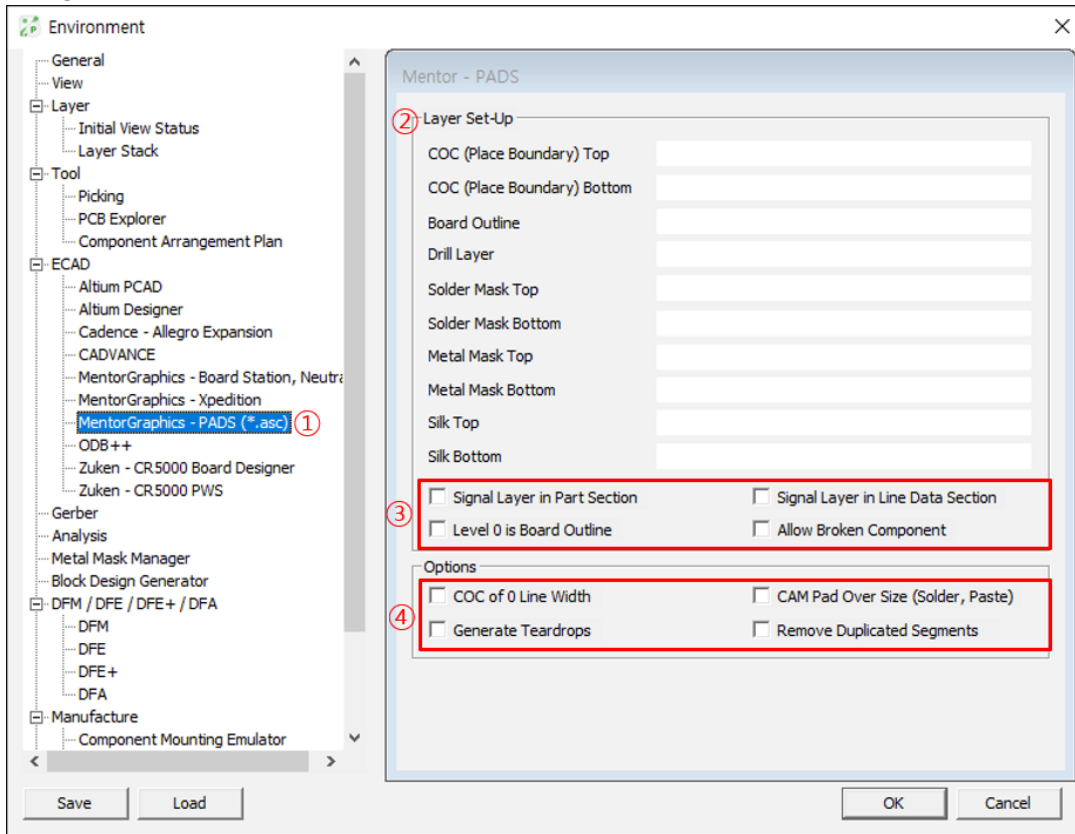 Environment
General
View
Layer
Initial View Status
Layer Stack
Tool
Picking
PCB Explorer
Component Arrangement Plan
ECAD
Altium PCAD
Altium Designer
Cadence - Allegro Expansion
CADVANCE
MentorGraphics - Board Station, Neutra
MentorGraphics - Xpedition
MentorGraphics - PADS (*.asc) ①
ODB++
Zuken - CR5000 Board Designer
Zuken - CR5000 PWS
Gerber
Analysis
Metal Mask Manager
Block Design Generator
DFM / DFE / DFE+ / DFA
DFM
DFE
DFE+
DFA
Manufacture
Component Mounting Emulator
Save
Load
Mentor - PADS
② Layer Set-Up
COC (Place Boundary) Top
COC (Place Boundary) Bottom
Board Outline
Drill Layer
Solder Mask Top
Solder Mask Bottom
Metal Mask Top
Metal Mask Bottom
Silk Top
Silk Bottom
③
Signal Layer in Part Section
Signal Layer in Line Data Section
Level 0 is Board Outline
Allow Broken Component
Options
④
COC of 0 Line Width
CAM Pad Over Size (Solder, Paste)
Generate Teardrops
Remove Duplicated Segments
OK
Cancel